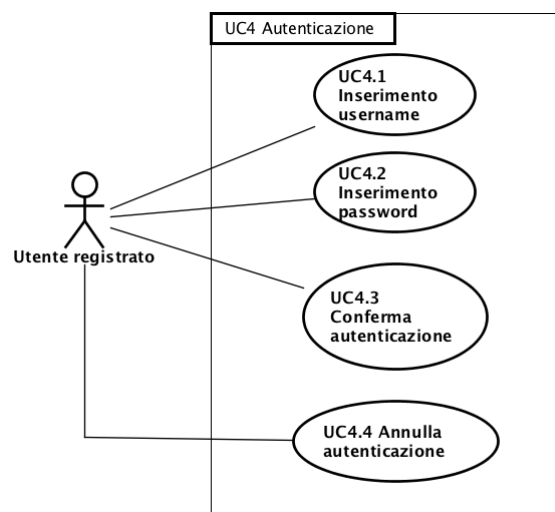 UC4 Autenticazione
UC4.1
Inserimento
username
UC4.2
Inserimento
password
Utente registrato
UC4.3
Conferma
autenticazione
UC4.4 Annulla
autenticazione